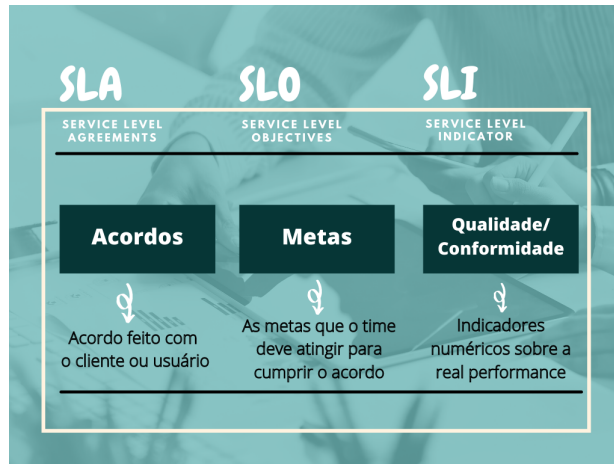 SLA
SERVICE LEVEL
AGREEMENTS
SLO
SERVICE LEVEL
OBJECTIVES
SLI
SERVICE LEVEL
INDICATOR
Acordos
Metas
Qualidade/
Conformidade
Acordo feito com
o cliente ou usuário
As metas que o time
deve atingir para
cumprir o acordo
Indicadores
numéricos sobre a
real performance